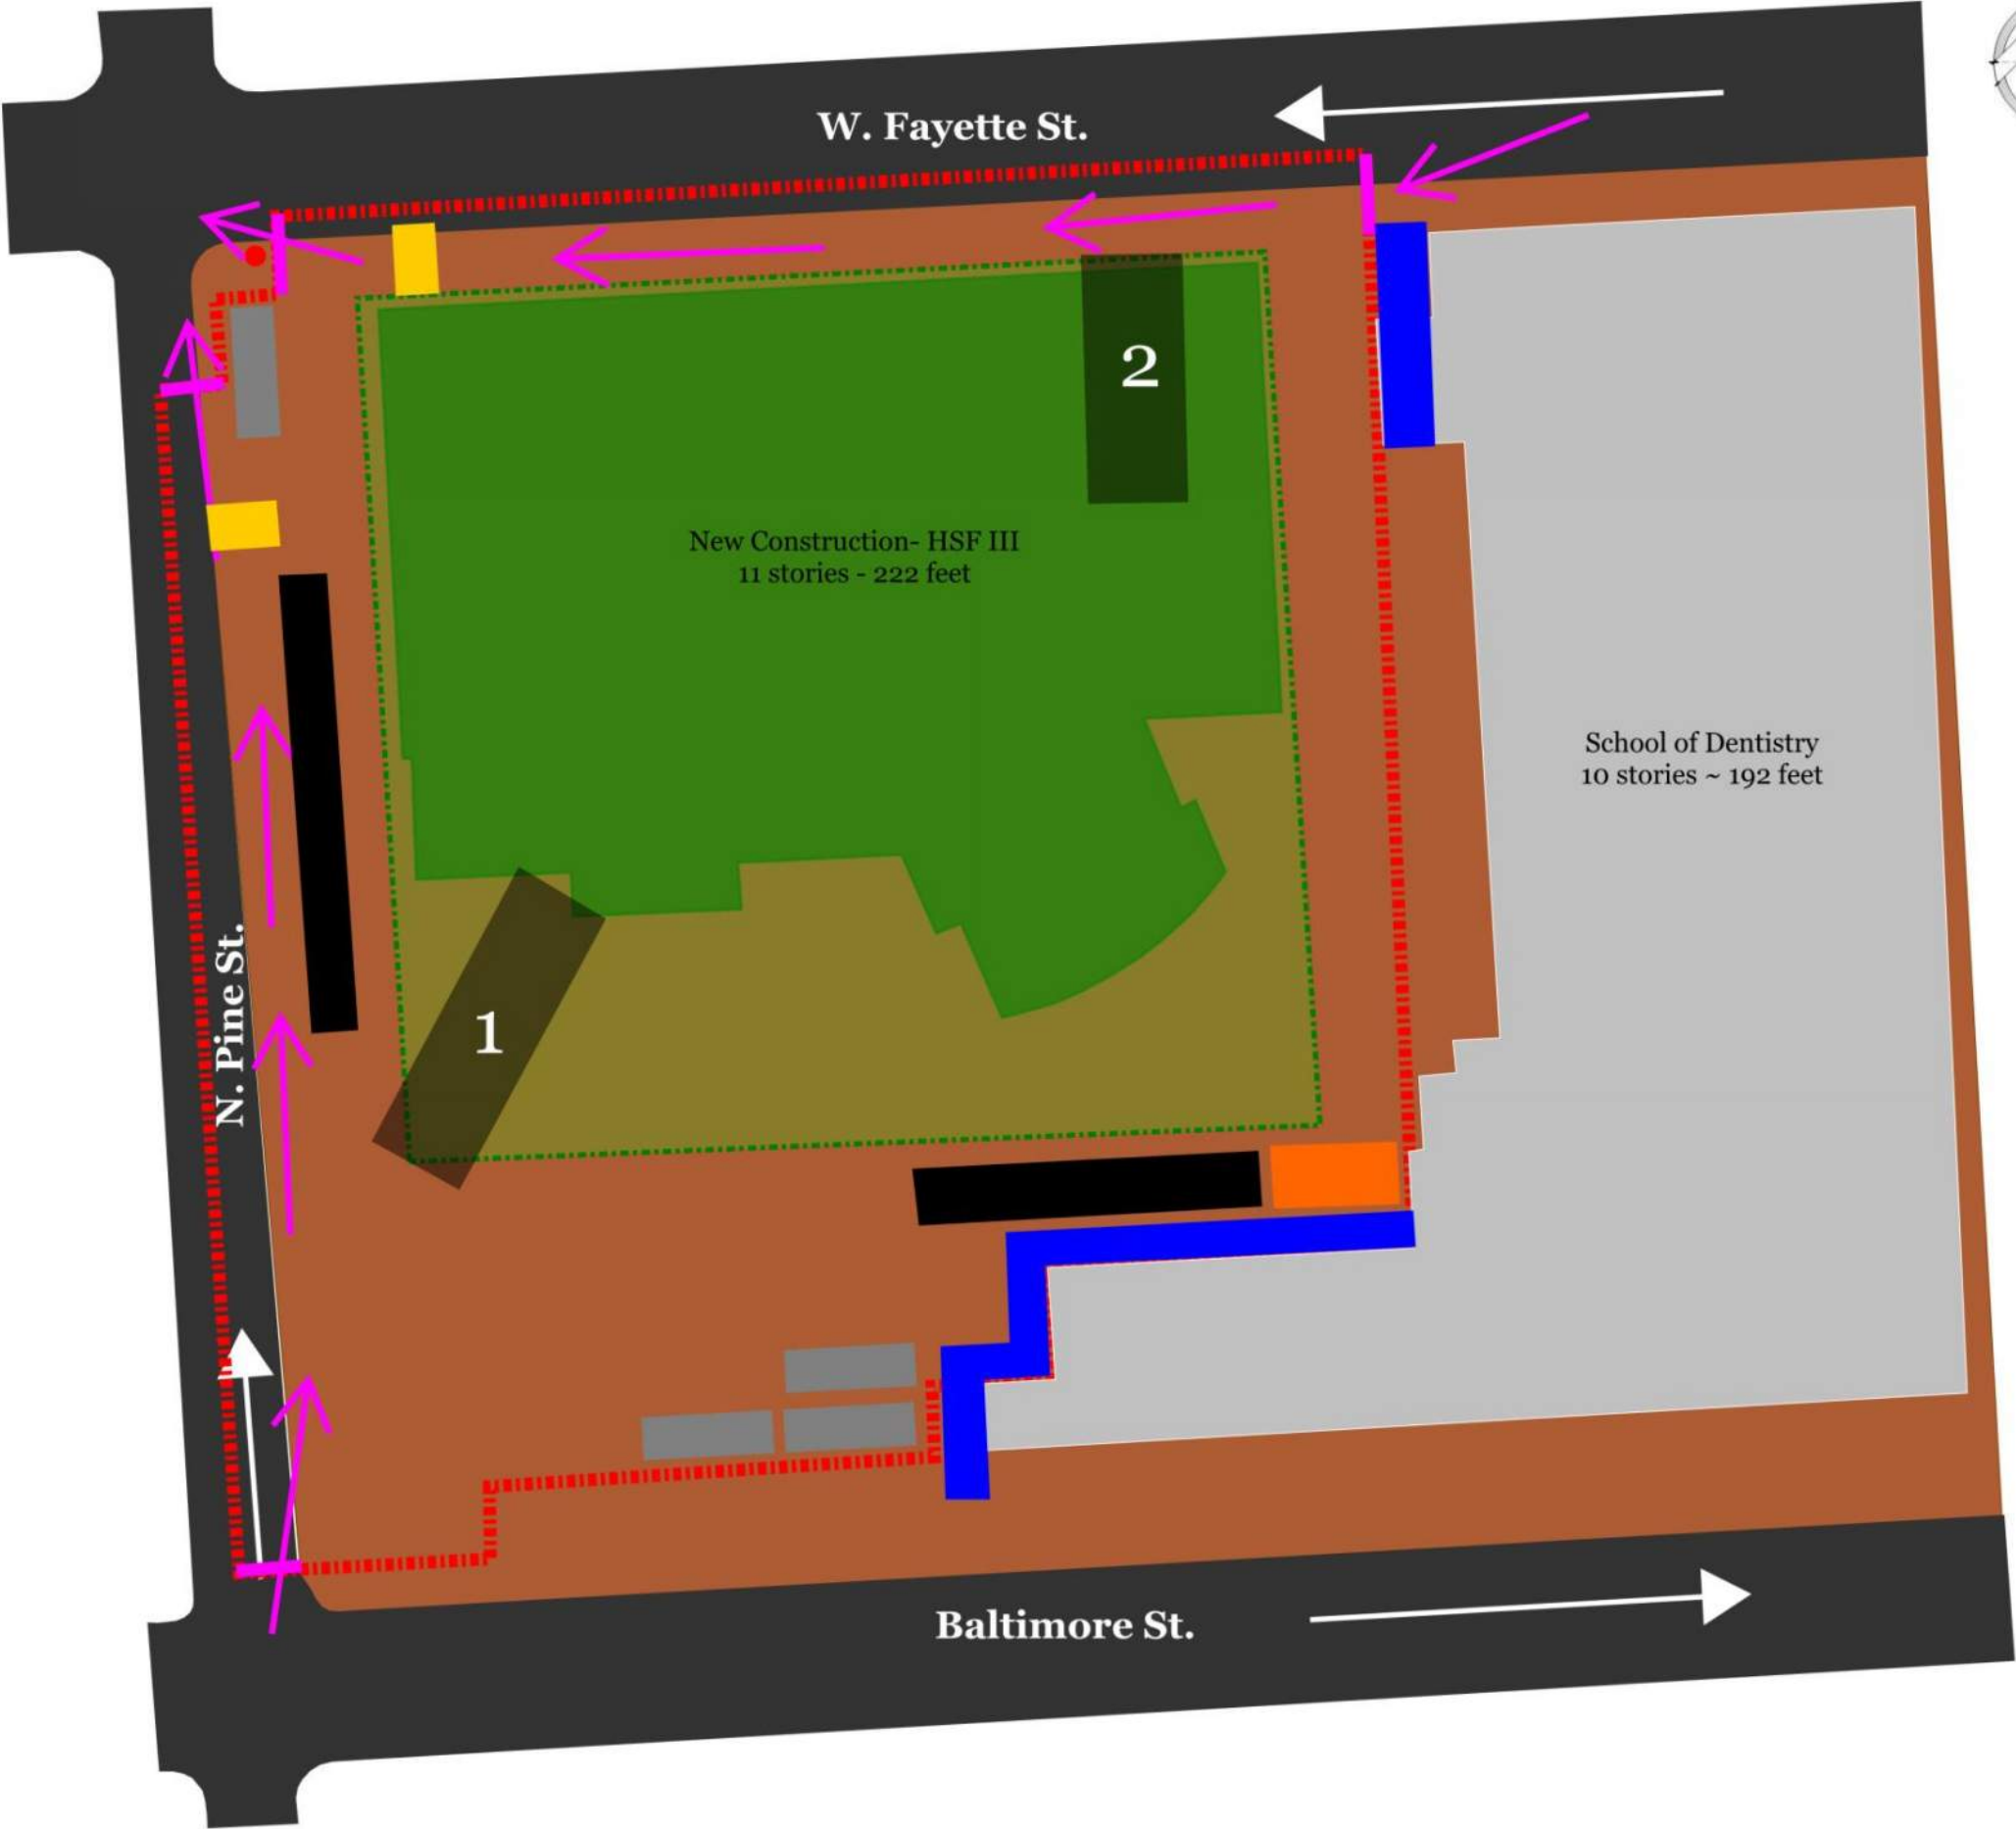 W. Fayette St.
2
New Construction- HSF III
11 stories - 222 feet
School of Dentistry
10 stories ~ 192 feet
N. Pine St.
1
Baltimore St.